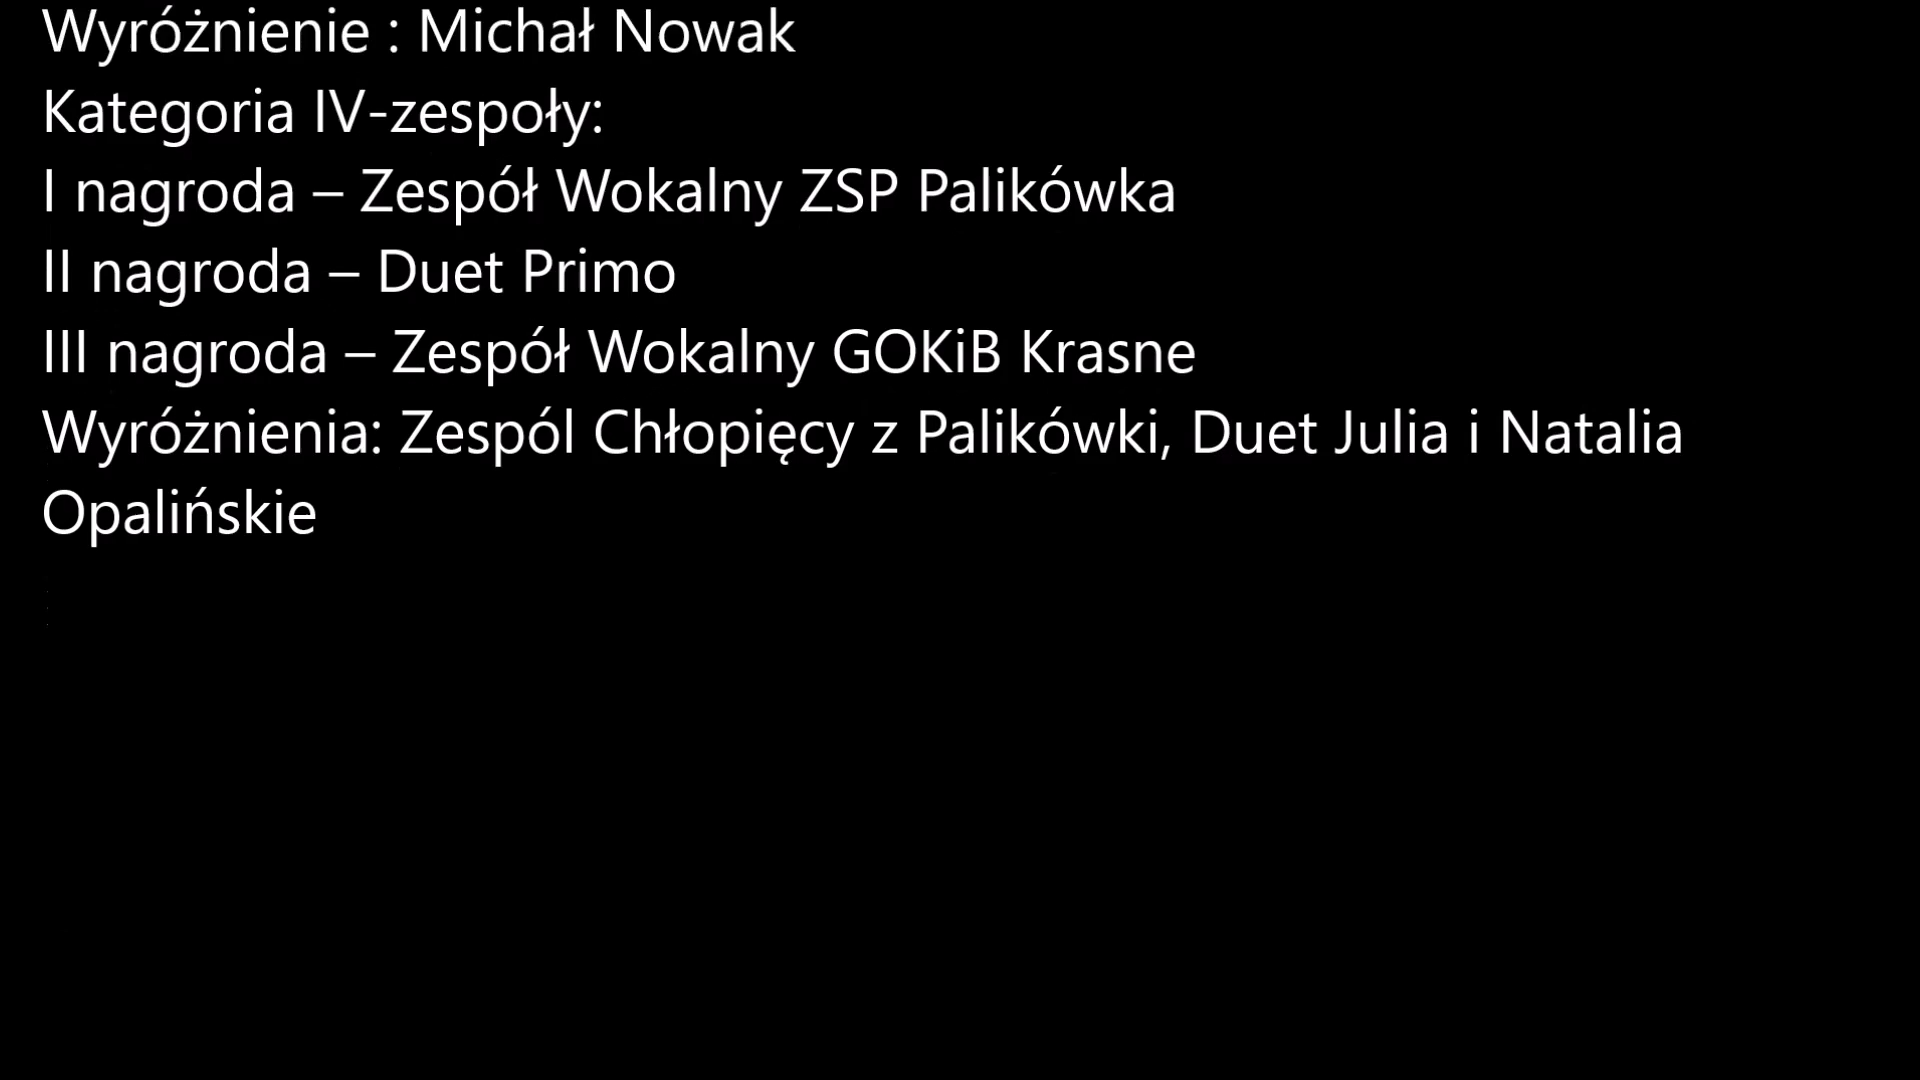 Wyróżnienie : Michał Nowak
Kategoria IV-zespoły:
I nagroda – Zespół Wokalny ZSP Palikówka
II nagroda – Duet Primo
III nagroda – Zespół Wokalny GOKiB Krasne
Wyróżnienia: Zespól Chłopięcy z Palikówki, Duet Julia i Natalia
Opalińskie